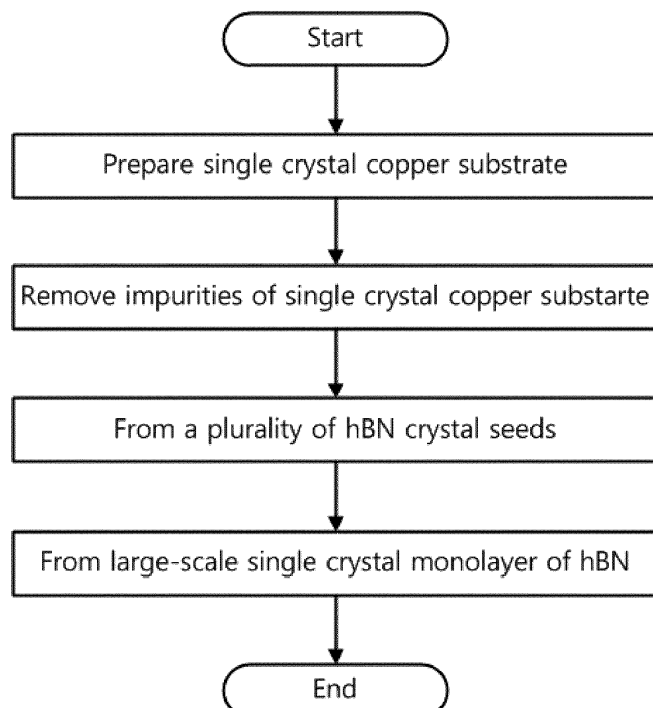 Start
Prepare single crystal copper substrate
Remove impurities of single crystal copper substarte
From a plurality of hBN crystal seeds
From large-scale single crystal monolayer of hBN
End